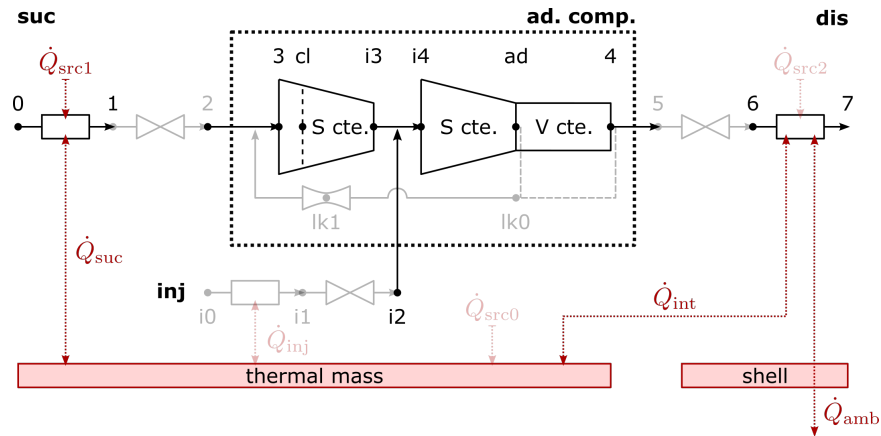 suc ad. comp. dis
Q̇src1 3 cl i3 i4 ad 4 Q̇src2
0 1 2 5 6 7
S cte. S cte. V cte.
lk1 lk0
Q̇suc
inj
i0 i1 i2 Q̇src0 Q̇int
Q̇inj
thermal mass shell
Q̇amb